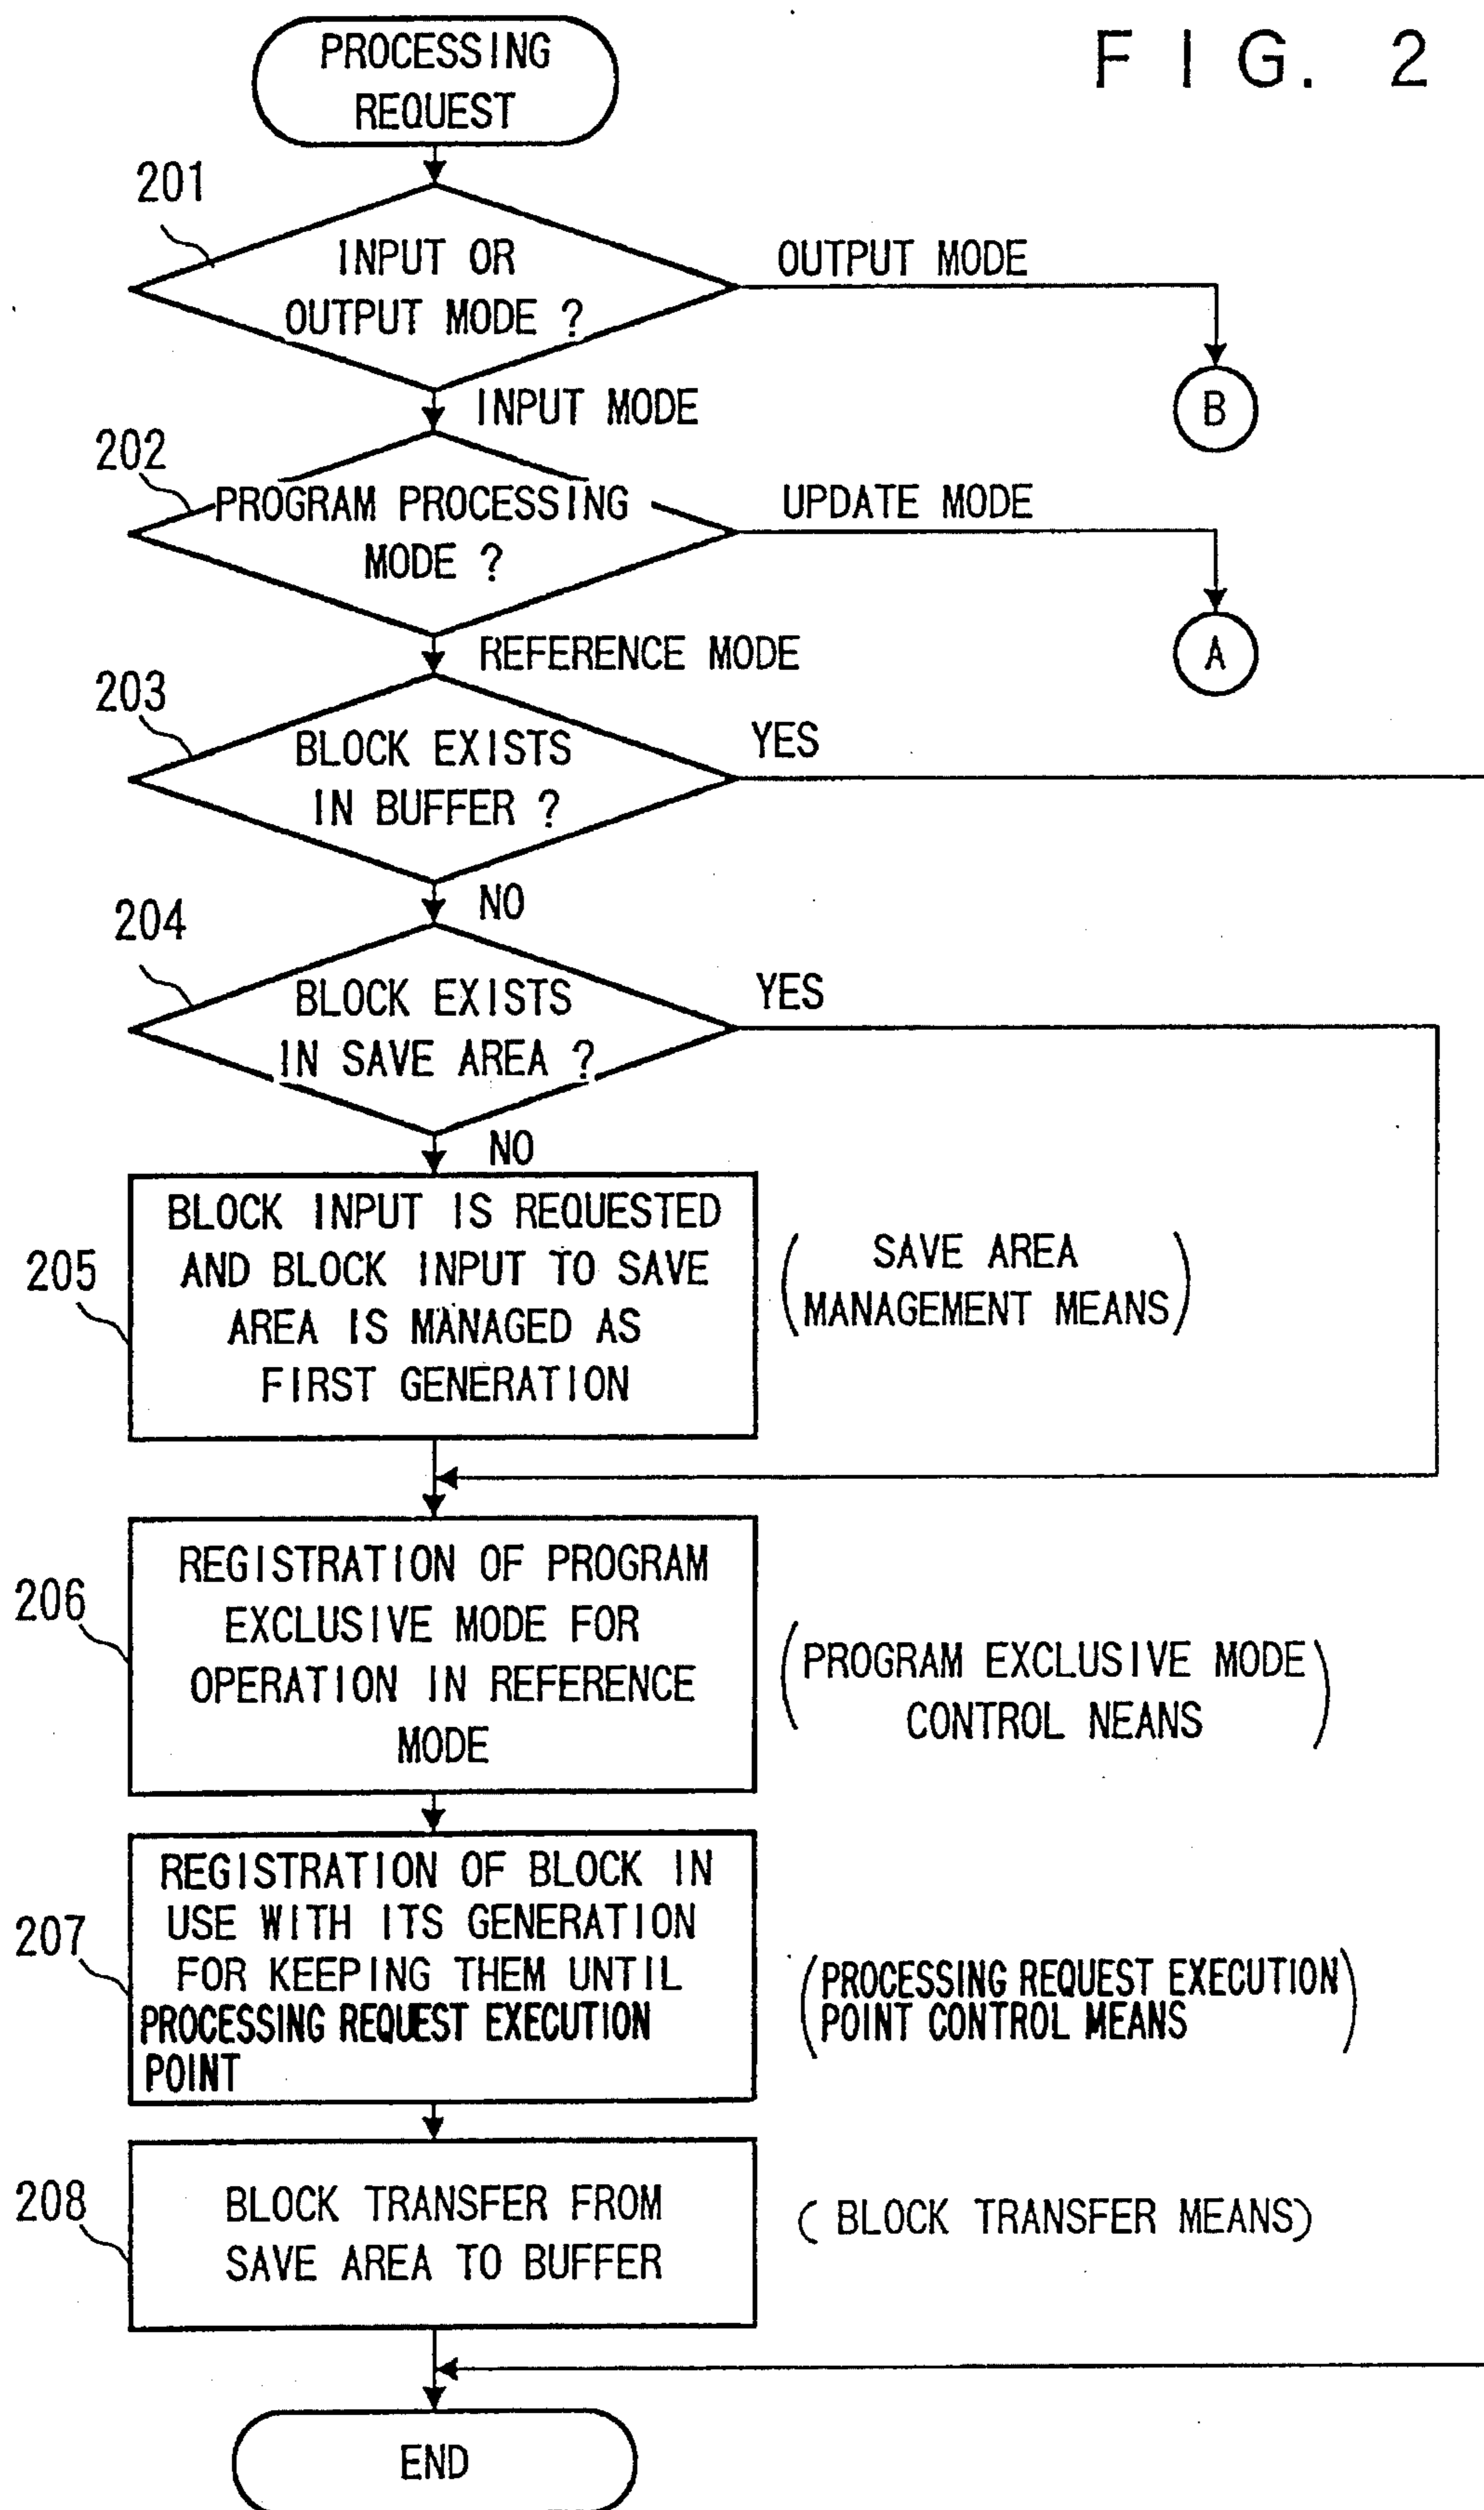 FIG. 2
PROCESSING
REQUEST
201
INPUT OR
OUTPUT MODE ?
OUTPUT MODE
B
INPUT MODE
202
PROGRAM PROCESSING
MODE ?
UPDATE MODE
A
REFERENCE MODE
203
BLOCK EXISTS
IN BUFFER ?
YES
NO
204
BLOCK EXISTS
IN SAVE AREA ?
YES
NO
205
BLOCK INPUT IS REQUESTED
AND BLOCK INPUT TO SAVE
AREA IS MANAGED AS
FIRST GENERATION
(SAVE AREA
MANAGEMENT MEANS)
206
REGISTRATION OF PROGRAM
EXCLUSIVE MODE FOR
OPERATION IN REFERENCE
MODE
(PROGRAM EXCLUSIVE MODE
CONTROL NEANS)
207
REGISTRATION OF BLOCK IN
USE WITH ITS GENERATION
FOR KEEPING THEM UNTIL
PROCESSING REQUEST EXECUTION
POINT
(PROCESSING REQUEST EXECUTION
POINT CONTROL MEANS)
208
BLOCK TRANSFER FROM
SAVE AREA TO BUFFER
(BLOCK TRANSFER MEANS)
END